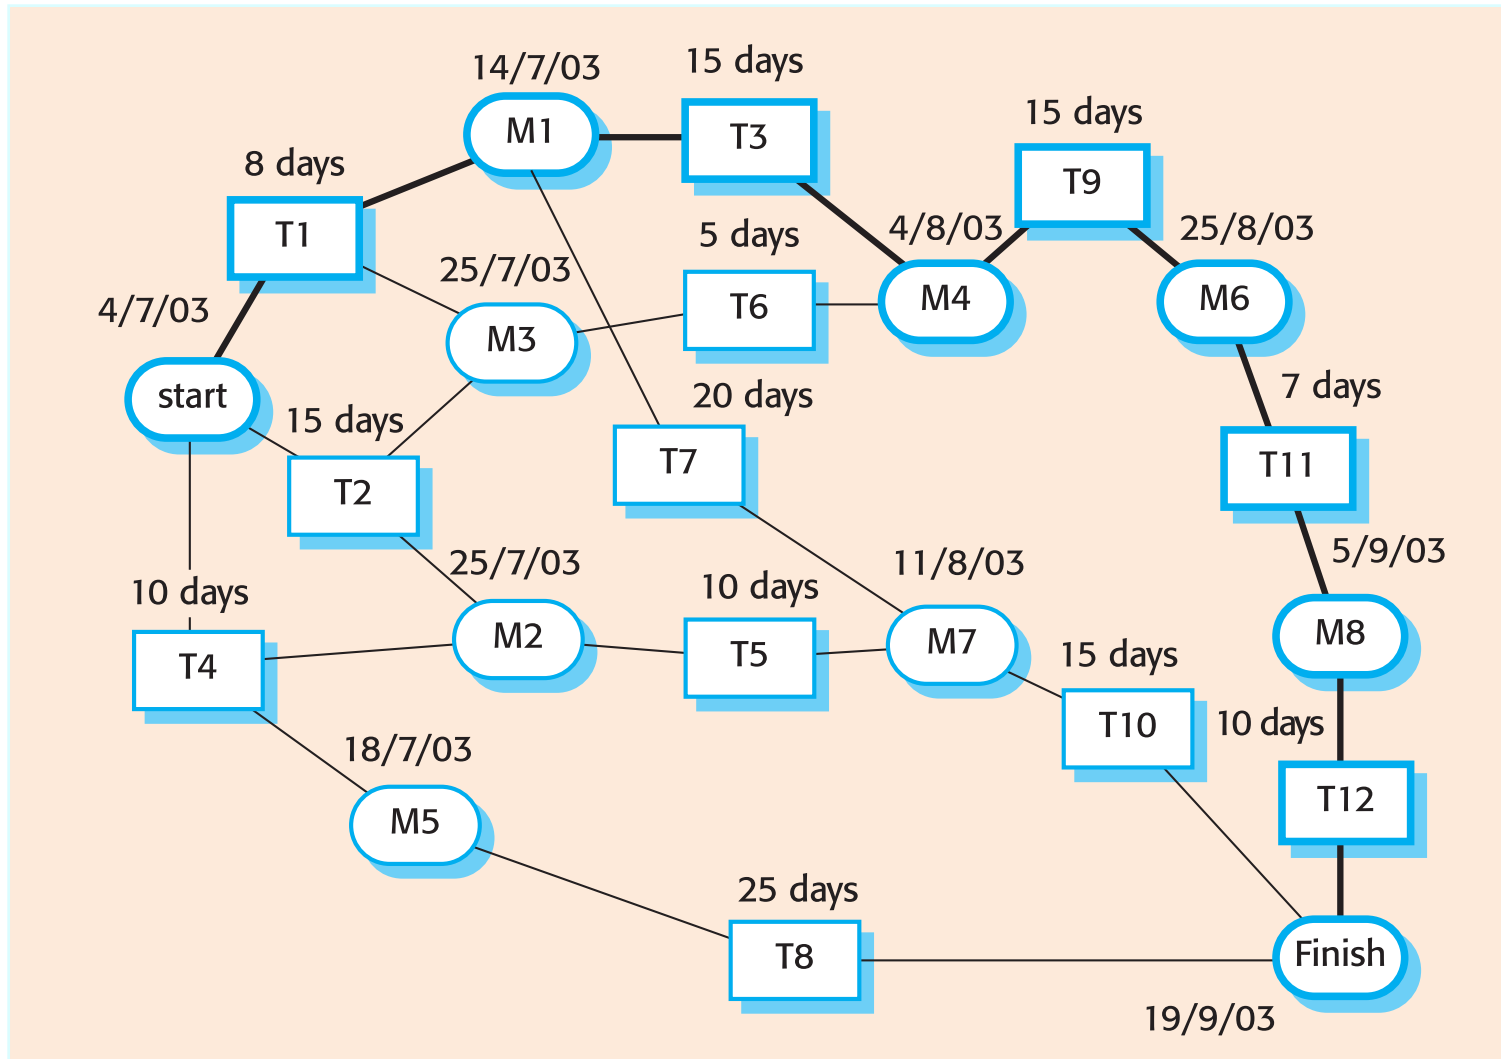 14/7/03
15 days
M1
T3
15 days
8 days
T9
T1
5 days
4/8/03
25/8/03
25/7/03
4/7/03
T6
M4
M6
M3
start
15 days
20 days
7 days
T7
T11
T2
25/7/03
11/8/03
5/9/03
10 days
10 days
M2
M7
M8
T4
T5
15 days
T10
10 days
18/7/03
T12
M5
25 days
T8
Finish
19/9/03